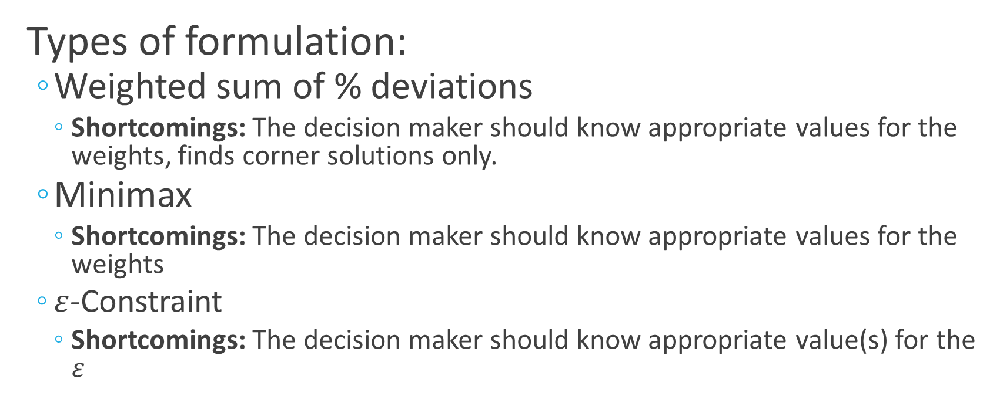 Types of formulation:
◦ Weighted sum of % deviations
◦ Shortcomings: The decision maker should know appropriate values for the
weights, finds corner solutions only.
◦ Minimax
◦ Shortcomings: The decision maker should know appropriate values for the
weights
◦ 𝜀-Constraint
◦ Shortcomings: The decision maker should know appropriate value(s) for the
𝜀